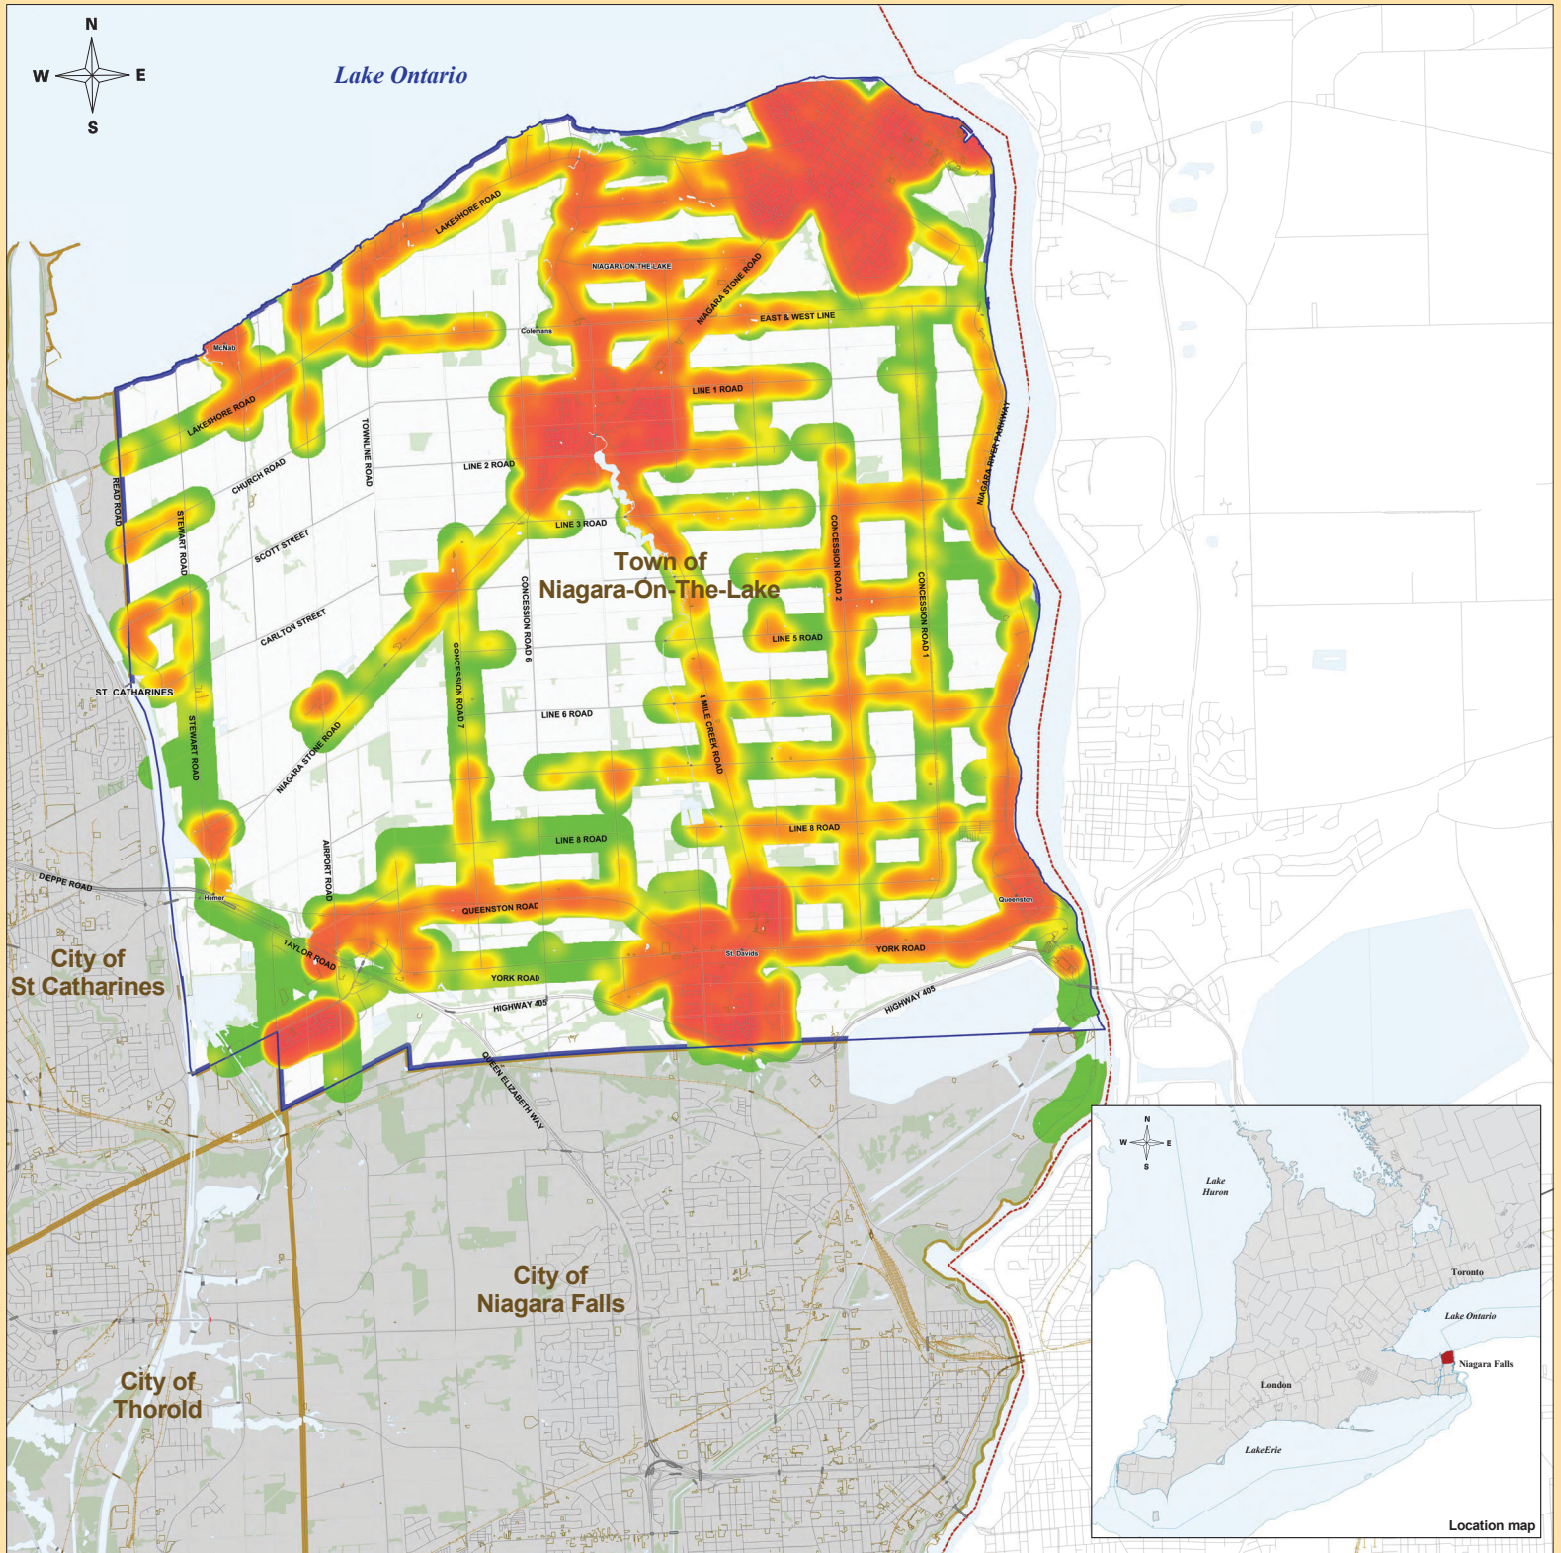 N
W E
S
Lake Ontario
LAKESHORE ROAD
NIAGARA-ON-THE-LAKE
NIAGARA STONE ROAD
EAST & WEST LINE
Colemans
McNab
LINE 1 ROAD
LAKESHORE ROAD
NIAGARA RIVER PARKWAY
TOWNLINE ROAD
LINE 2 ROAD
CHURCH ROAD
READ ROAD
STEWART ROAD
SCOTT STREET
LINE 3 ROAD
CONCESSION ROAD 2
Town of
Niagara-On-The-Lake
CONCESSION ROAD 6
CONCESSION ROAD 1
CARLTON STREET
LINE 5 ROAD
CONCESSION ROAD 7
ST. CATHARINES
LINE 6 ROAD
4 MILE CREEK ROAD
STEWART ROAD
NIAGARA STONE ROAD
LINE 8 ROAD
LINE 8 ROAD
AIRPORT ROAD
DEPPE ROAD
Homer
QUEENSTON ROAD
Queenston
TAYLOR ROAD
St. Davids
YORK ROAD
YORK ROAD
City of
St Catharines
HIGHWAY 405
HIGHWAY 405
QUEEN ELIZABETH WAY
City of
Niagara Falls
City of
Thorold
N
W E
S
Lake
Huron
Toronto
Lake Ontario
Niagara Falls
London
LakeErie
Location map